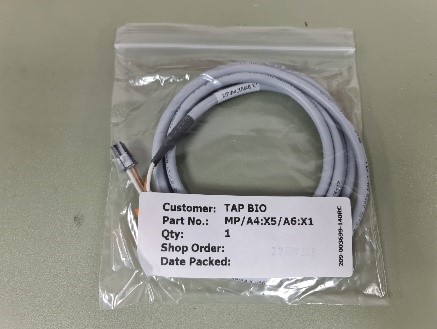 Customer: TAP BIO
Part No.: MP/A4:X5/A6:X1
Qty: 1
Shop Order:
Date Packed: